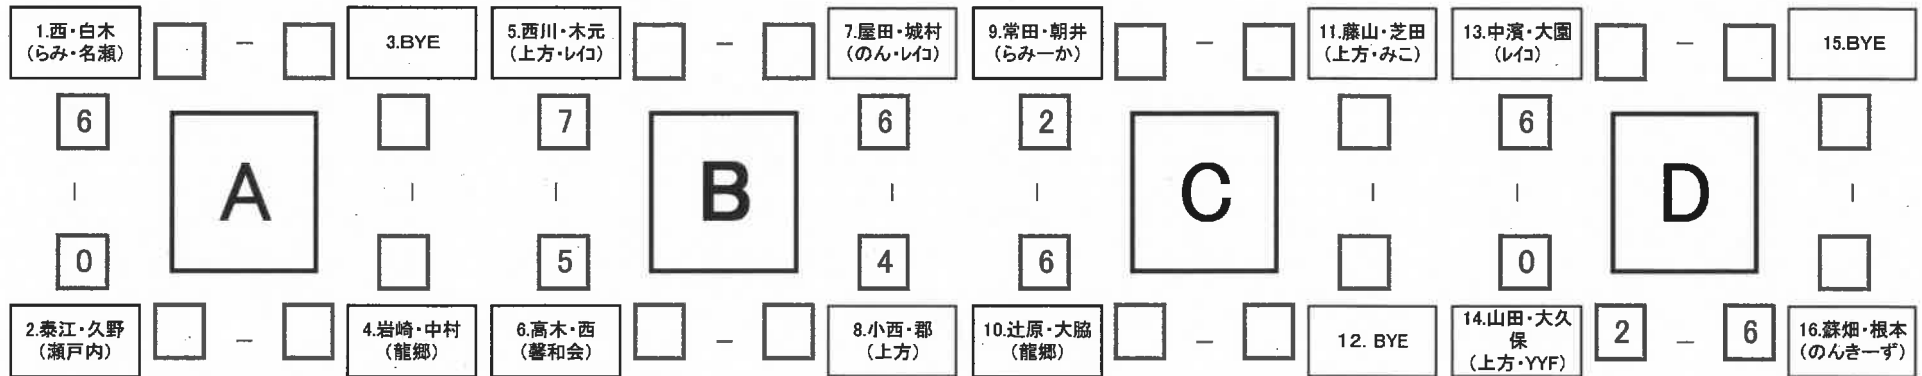 1.西・白木
(らみ・名瀬)
－
3.BYE
5.西川・木元
(上方・レイコ)
－
7.屋田・城村
(のん・レイコ)
9.常田・朝井
(らみーか)
－
11.藤山・芝田
(上方・みこ)
13.中濱・大園
(レイコ)
－
15.BYE
6
7
6
2
6
A
B
C
D
0
5
4
6
0
2.泰江・久野
(瀬戸内)
－
4.岩崎・中村
(龍郷)
6.高木・西
(馨和会)
－
8.小西・郡
(上方)
10.辻原・大脇
(龍郷)
－
12. BYE
14.山田・大久
保
(上方・YYF)
2 － 6
16.蘇畑・根本
(のんきーず)